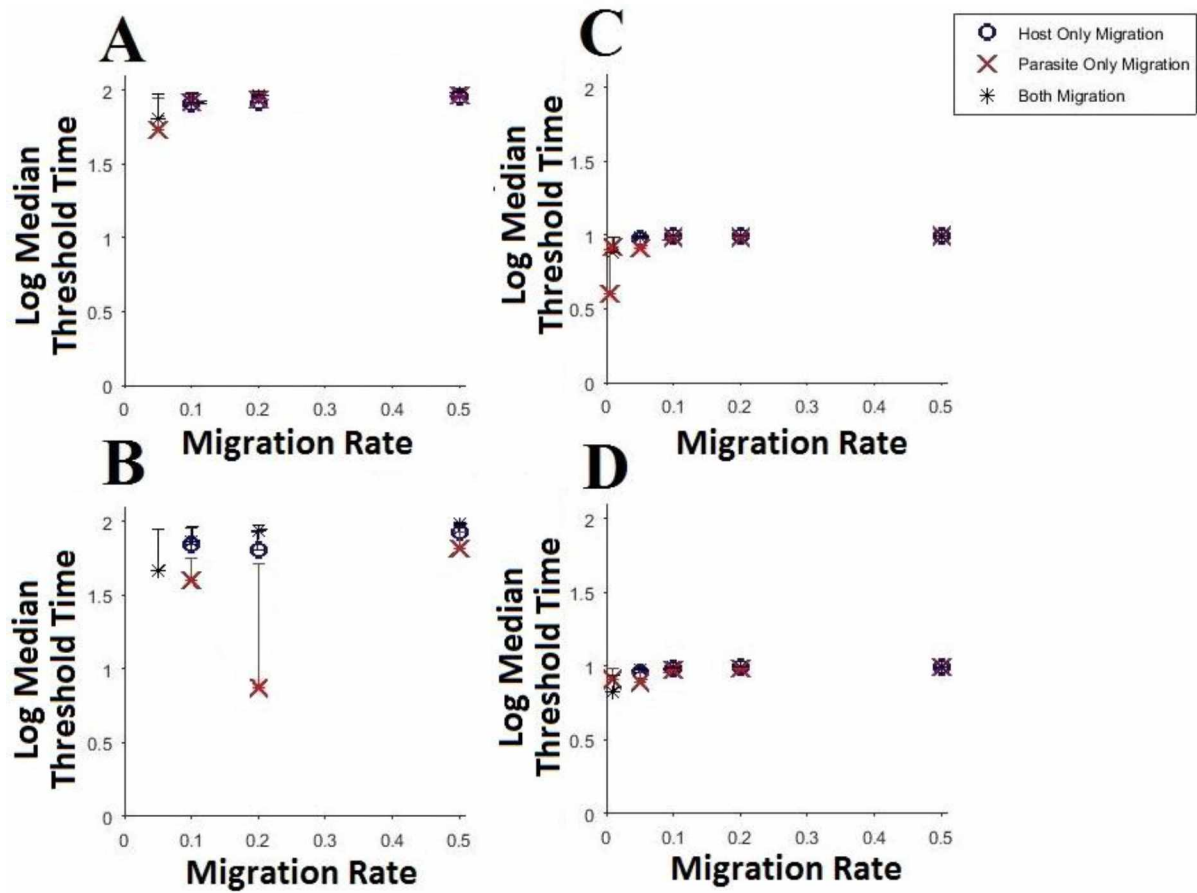 A
Log Median
Threshold Time
2
1.5
1
0.5
0
0
0.1
0.2
0.3
0.4
0.5
Migration Rate
C
Log Median
Threshold Time
2
1.5
1
0.5
0
0
0.1
0.2
0.3
0.4
0.5
Migration Rate
Host Only Migration
Parasite Only Migration
Both Migration
B
Log Median
Threshold Time
2
1.5
1
0.5
0
0
0.1
0.2
0.3
0.4
0.5
Migration Rate
D
Log Median
Threshold Time
2
1.5
1
0.5
0
0
0.1
0.2
0.3
0.4
0.5
Migration Rate